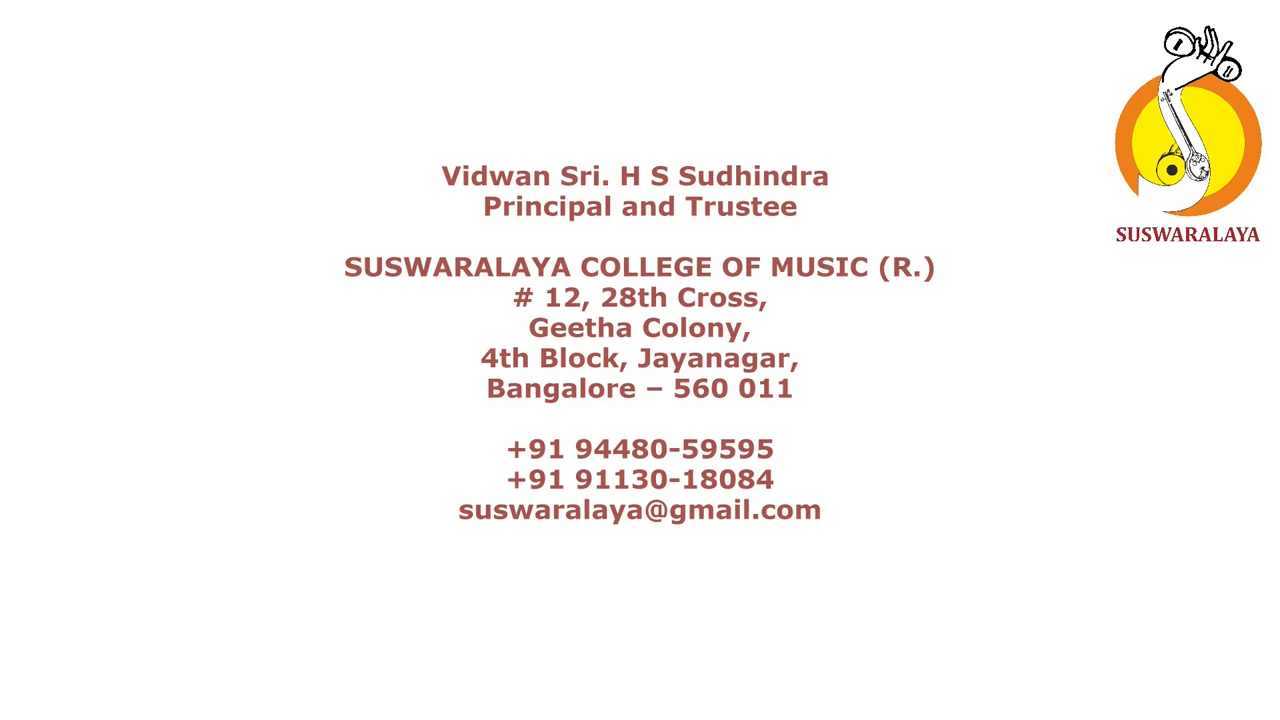 Vidwan Sri. H S Sudhindra
Principal and Trustee
SUSWARALAYA COLLEGE OF MUSIC (R.)
# 12, 28th Cross,
Geetha Colony,
4th Block, Jayanagar,
Bangalore – 560 011
+91 94480-59595
+91 91130-18084
suswaralaya@gmail.com
SUSWARALAYA